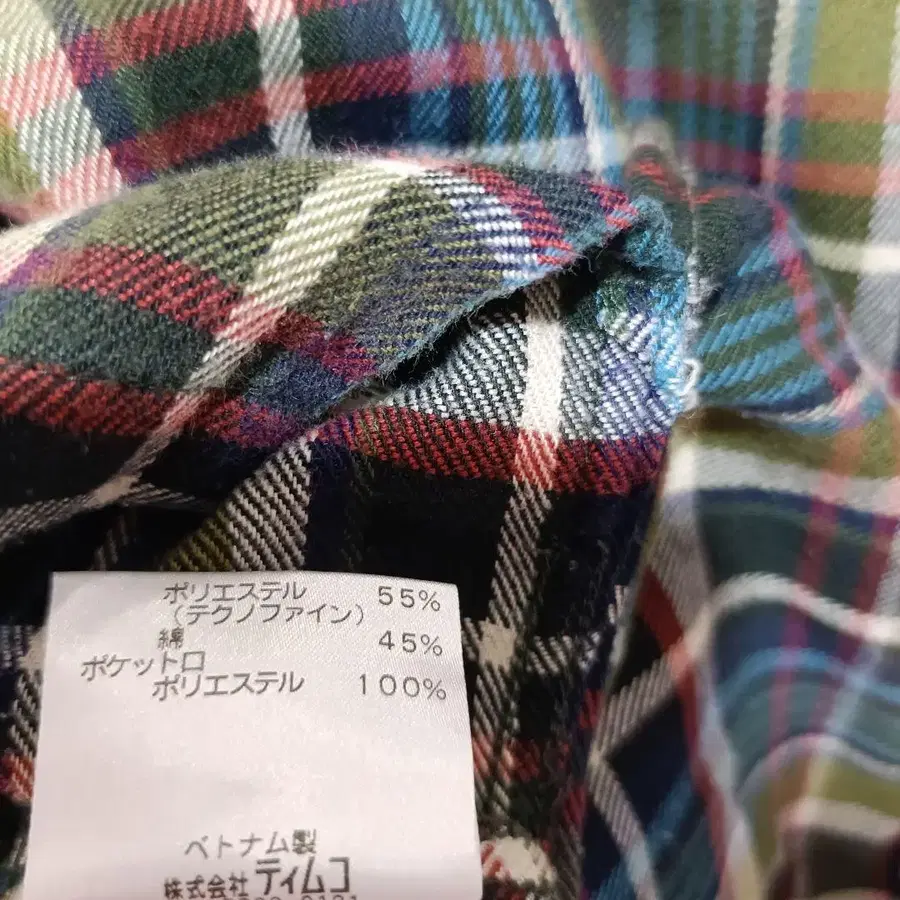 ポリエステル 55%
(テクノファイン)
綿 45%
ポケット口
ポリエステル 100%
ベトナム製
株式会社ティムコ